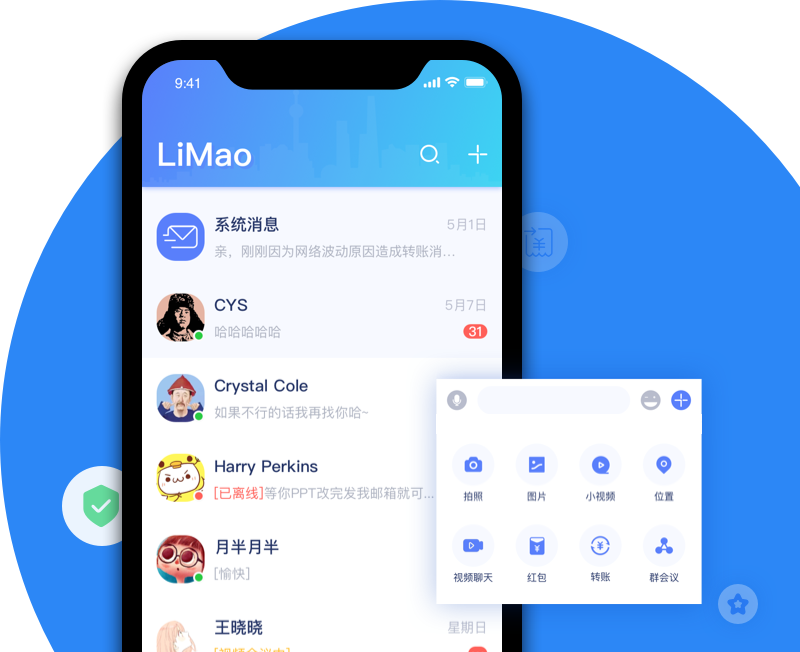 9:41
LiMao
系统消息
5月1日
亲，刚刚因为网络波动原因造成转账消...
CYS
5月7日
哈哈哈哈哈
31
Crystal Cole
如果不行的话我再找你哈~
Harry Perkins
[已离线]等你PPT改完发我邮箱就可...
月半月半
[愉快]
王晓晓
星期日
[视频会议中]
拍照
图片
小视频
位置
视频聊天
红包
转账
群会议